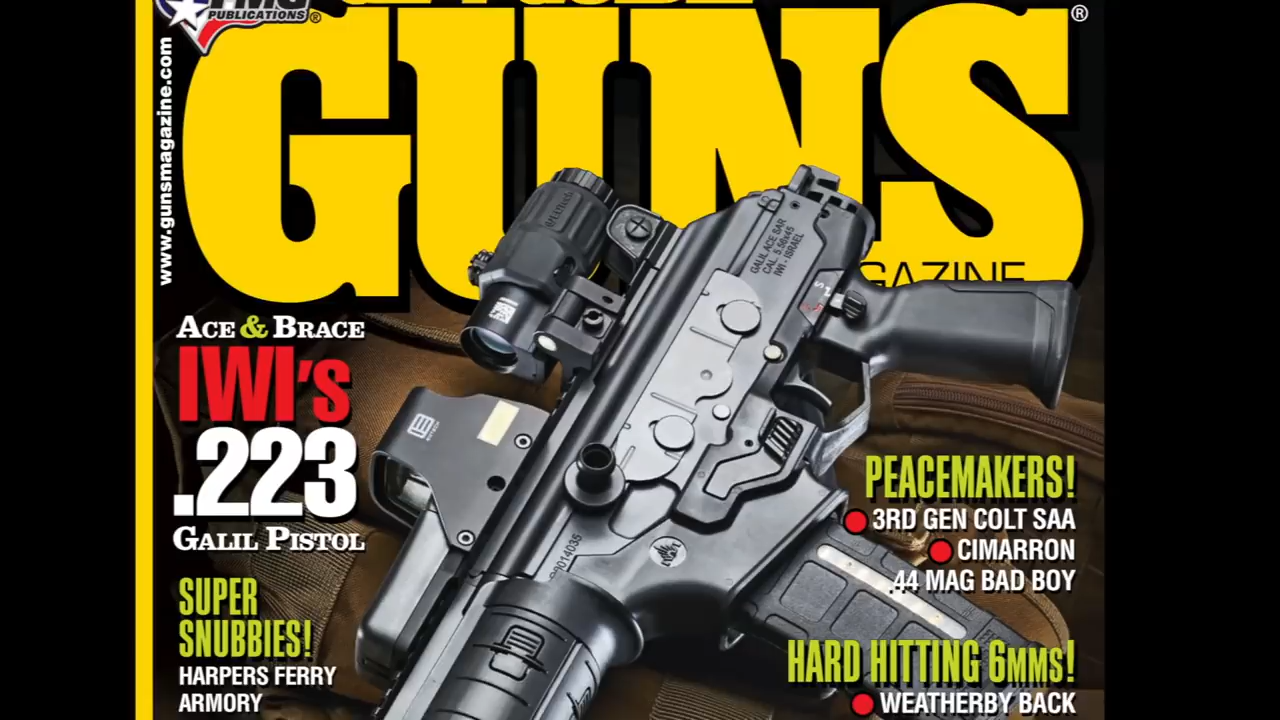 PUBLICATIONS®
www.gunsmagazine.com
GUNS®
GALIL ACE SAR
CAL. 5.56x45
IWI - ISRAEL
ACE & BRACE
IWI's
.223
GALIL PISTOL
SUPER
SNUBBIES!
HARPERS FERRY
ARMORY
PEACEMAKERS!
3RD GEN COLT SAA
CIMARRON
.44 MAG BAD BOY
HARD HITTING 6MMS!
WEATHERBY BACK